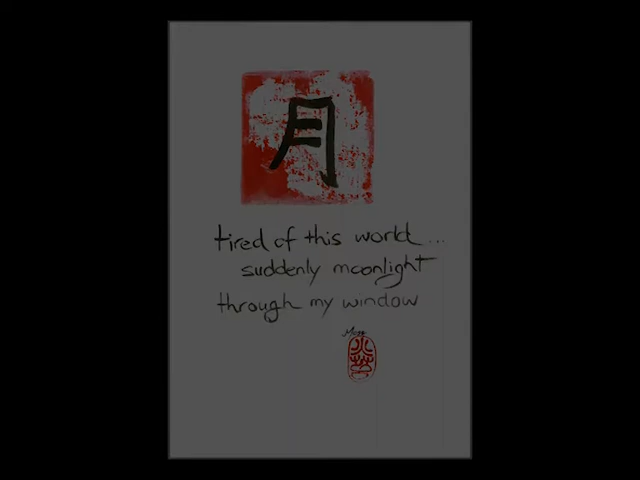 月
tired of this world...
suddenly moonlight
through my window